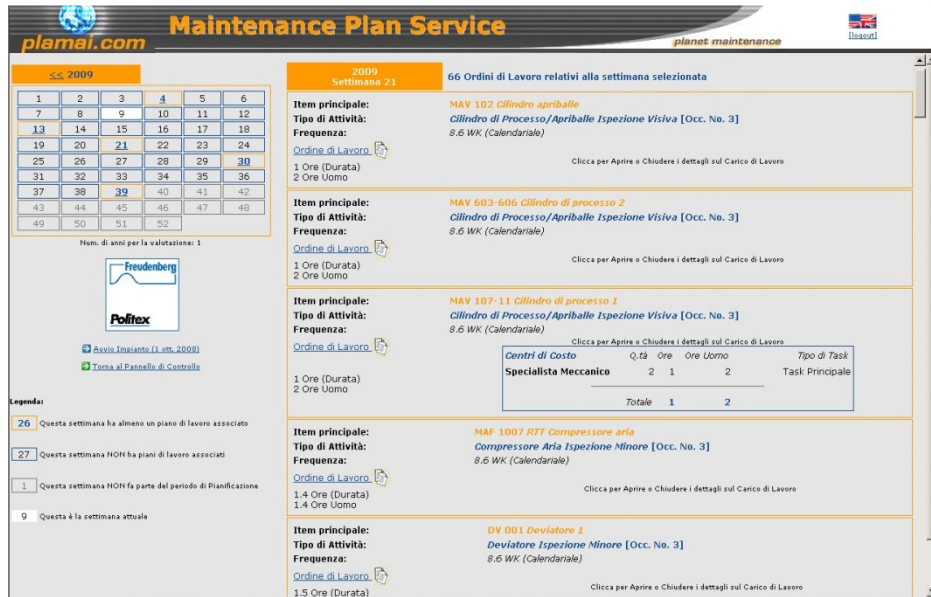 plamai.com
Maintenance Plan Service
planet maintenance
[logout]
<< 2009
1 2 3 4 5 6
7 8 9 10 11 12
13 14 15 16 17 18
19 20 21 22 23 24
25 26 27 28 29 30
31 32 33 34 35 36
37 38 39 40 41 42
43 44 45 46 47 48
49 50 51 52
Num. di anni per la valutazione: 1
Freudenberg
Politex
Avvio Impianto (1 ott. 2008)
Torna al Pannello di Controllo
Legenda:
26 Questa settimana ha almeno un piano di lavoro associato
27 Questa settimana NON ha piani di lavoro associati
1 Questa settimana NON fa parte del periodo di Pianificazione
9 Questa é la settimana attuale
2009
Settimana 21
66 Ordini di Lavoro relativi alla settimana selezionata
Item principale: MAV 102 Cilindro apriballe
Tipo di Attività: Cilindro di Processo/Apriballe Ispezione Visiva [Occ. No. 3]
Frequenza: 8.6 WK (Calendariale)
Ordine di Lavoro
Clicca per Aprire o Chiudere i dettagli sul Carico di Lavoro
1 Ore (Durata)
2 Ore Uomo
Item principale: MAV 603-606 Cilindro di processo 2
Tipo di Attività: Cilindro di Processo/Apriballe Ispezione Visiva [Occ. No. 3]
Frequenza: 8.6 WK (Calendariale)
Ordine di Lavoro
Clicca per Aprire o Chiudere i dettagli sul Carico di Lavoro
1 Ore (Durata)
2 Ore Uomo
Item principale: MAV 107-11 Cilindro di processo 1
Tipo di Attività: Cilindro di Processo/Apriballe Ispezione Visiva [Occ. No. 3]
Frequenza: 8.6 WK (Calendariale)
Ordine di Lavoro
Clicca per Aprire o Chiudere i dettagli sul Carico di Lavoro
Centri di Costo Q.tà Ore Ore Uomo Tipo di Task
Specialista Meccanico 2 1 2 Task Principale
Totale 1 2
1 Ore (Durata)
2 Ore Uomo
Item principale: MAF 1007 RTT Compressore aria
Tipo di Attività: Compressore Aria Ispezione Minore [Occ. No. 3]
Frequenza: 8.6 WK (Calendariale)
Ordine di Lavoro
Clicca per Aprire o Chiudere i dettagli sul Carico di Lavoro
1.4 Ore (Durata)
1.4 Ore Uomo
Item principale: DV 001 Deviatore 1
Tipo di Attività: Deviatore Ispezione Minore [Occ. No. 3]
Frequenza: 8.6 WK (Calendariale)
Ordine di Lavoro
Clicca per Aprire o Chiudere i dettagli sul Carico di Lavoro
1.5 Ore (Durata)